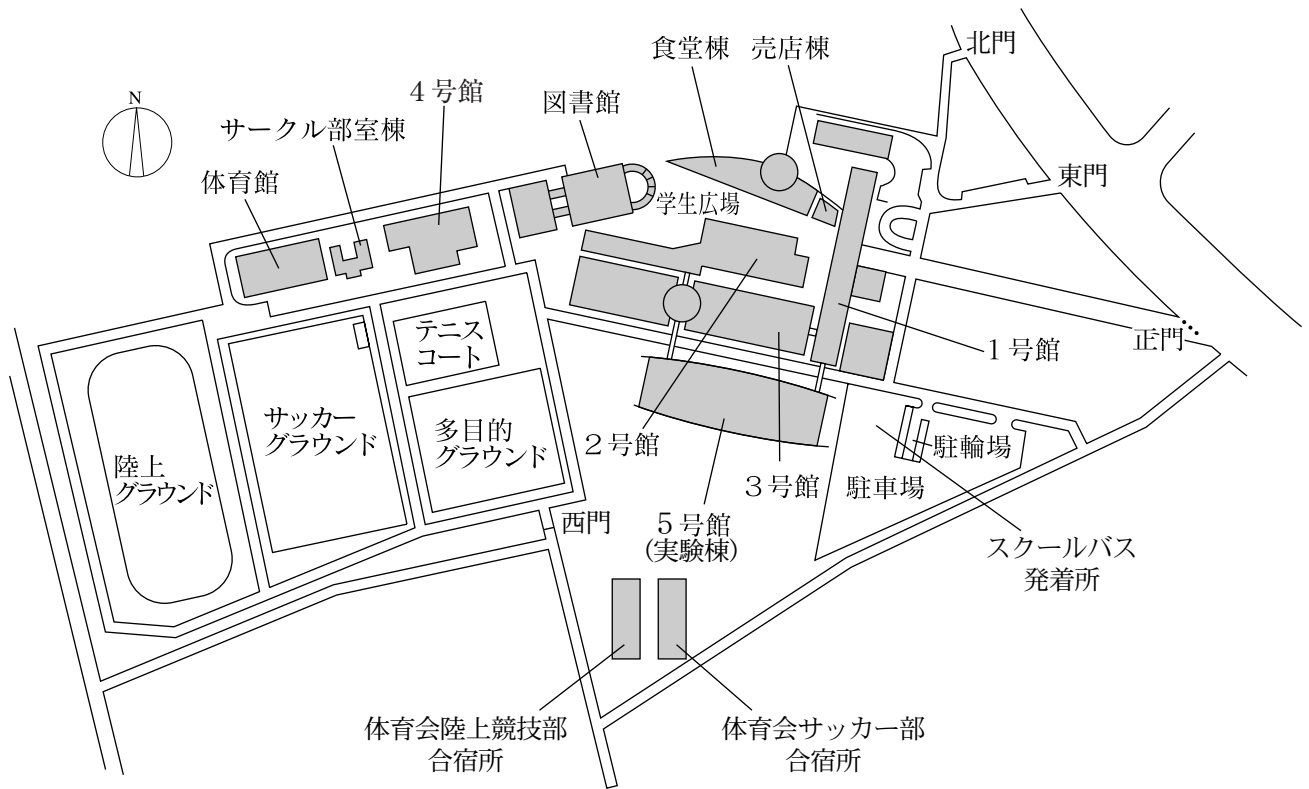 北門
食堂棟 売店棟
4号館
図書館
N
サークル部室棟
体育館
東門
学生広場
テニス
コート
正門
1号館
サッカー
グラウンド
多目的
グラウンド
2号館
駐輪場
陸上
グラウンド
3号館
駐車場
西門
5号館
(実験棟)
スクールバス
発着所
体育会陸上競技部
合宿所
体育会サッカー部
合宿所